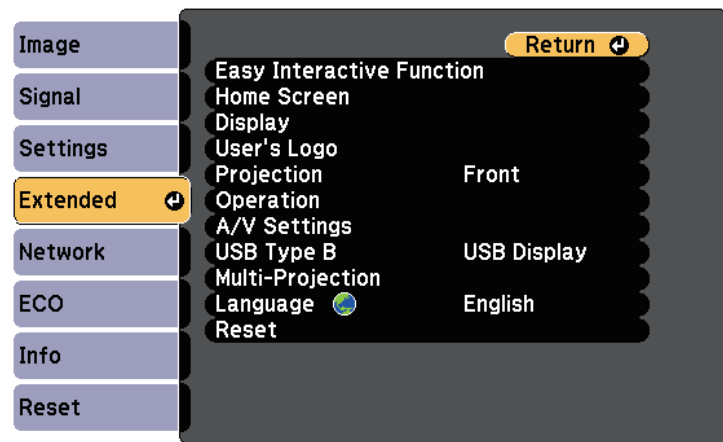 Image
Signal
Settings
Extended
Network
ECO
Info
Reset
Return
Easy Interactive Function
Home Screen
Display
User's Logo
Projection Front
Operation
A/V Settings
USB Type B USB Display
Multi-Projection
Language English
Reset